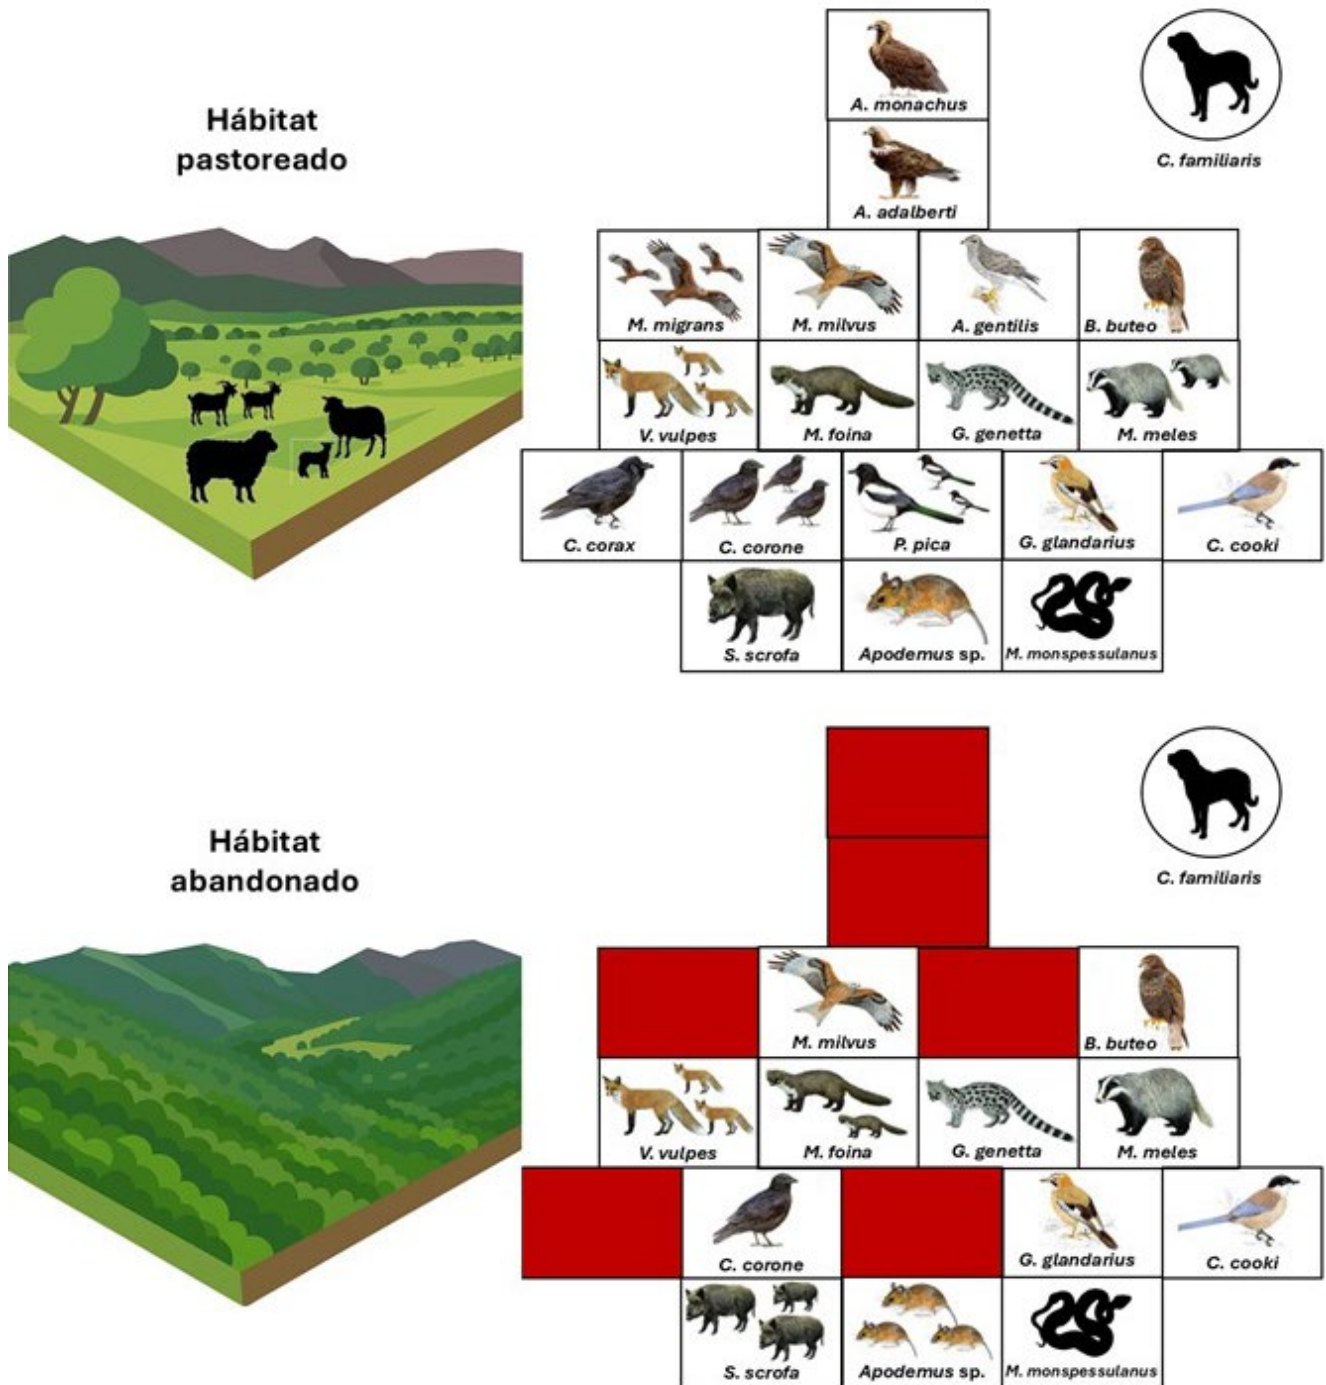 A. monachus
C. familiaris
Hábitat
pastoreado
A. adalberti
M. migrans
M. milvus
A. gentilis
B. buteo
V. vulpes
M. foina
G. genetta
M. meles
C. corax
C. corone
P. pica
G. glandarius
C. cooki
S. scrofa
Apodemus sp.
M. monspessulanus
Hábitat
abandonado
C. familiaris
M. milvus
B. buteo
V. vulpes
M. foina
G. genetta
M. meles
C. corone
G. glandarius
C. cooki
S. scrofa
Apodemus sp.
M. monspessulanus